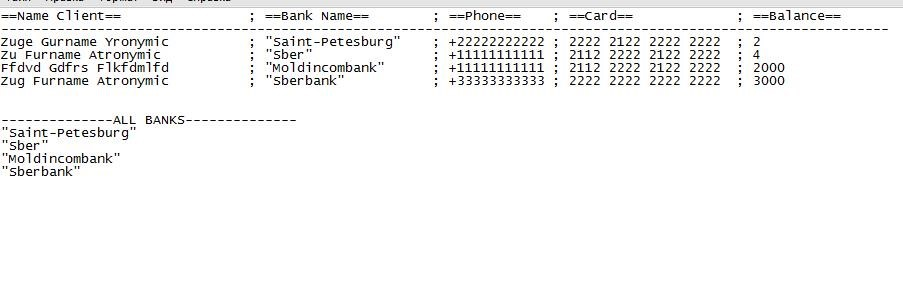 ==Name Client== ; ==Bank Name== ; ==Phone== ; ==Card== ; ==Balance==
--------------------------------------------------------------------------------------------------------------
Zuge Gurname Yronymic ; "Saint-Petesburg" ; +22222222222 ; 2222 2122 2222 2222 ; 2
Zu Furname Atronymic ; "Sber" ; +11111111111 ; 2112 2222 2122 2222 ; 4
Ffdvd Gdfrs Flkfdmlfd ; "Moldincombank" ; +11111111111 ; 2112 2222 2222 2222 ; 2000
Zug Furname Atronymic ; "Sberbank" ; +33333333333 ; 2222 2222 2222 2222 ; 3000
--------------ALL BANKS--------------
"Saint-Petesburg"
"Sber"
"Moldincombank"
"Sberbank"